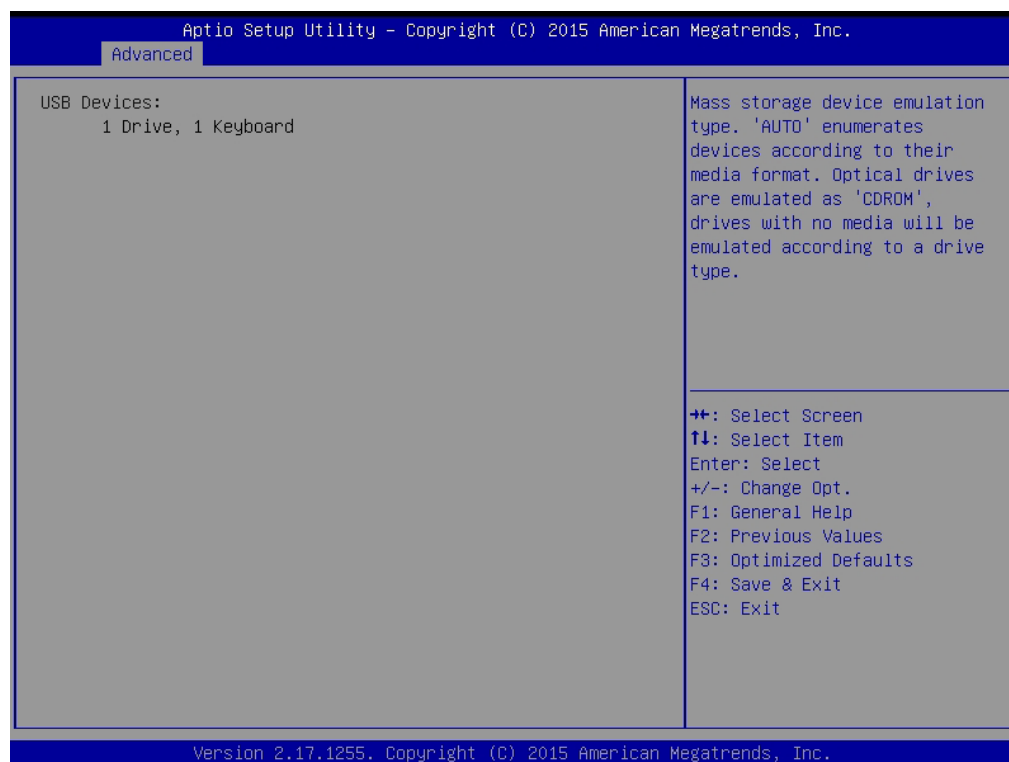 Aptio Setup Utility – Copyright (C) 2015 American Megatrends, Inc.
Advanced
USB Devices:
1 Drive, 1 Keyboard
Mass storage device emulation
type. 'AUTO' enumerates
devices according to their
media format. Optical drives
are emulated as 'CDROM',
drives with no media will be
emulated according to a drive
type.
→←: Select Screen
↑↓: Select Item
Enter: Select
+/-: Change Opt.
F1: General Help
F2: Previous Values
F3: Optimized Defaults
F4: Save & Exit
ESC: Exit
Version 2.17.1255. Copyright (C) 2015 American Megatrends, Inc.